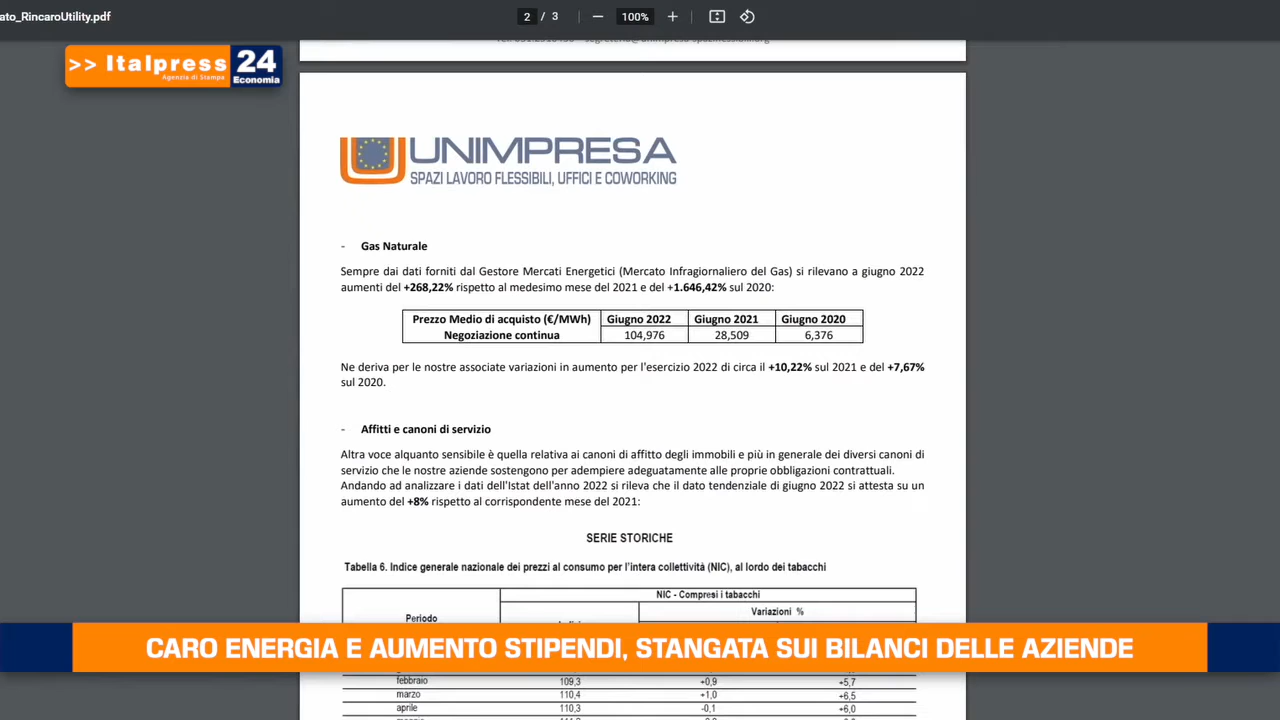 ato_RincaroUtility.pdf
2 / 3
100%
>> Italpress 24
Agenzia di Stampa
Economia
UNIMPRESA
SPAZI LAVORO FLESSIBILI, UFFICI E COWORKING
- Gas Naturale
Sempre dai dati forniti dal Gestore Mercati Energetici (Mercato Infragiornaliero del Gas) si rilevano a giugno 2022
aumenti del +268,22% rispetto al medesimo mese del 2021 e del +1.646,42% sul 2020:
Prezzo Medio di acquisto (€/MWh) Giugno 2022 Giugno 2021 Giugno 2020
Negoziazione continua 104,976 28,509 6,376
Ne deriva per le nostre associate variazioni in aumento per l'esercizio 2022 di circa il +10,22% sul 2021 e del +7,67%
sul 2020.
- Affitti e canoni di servizio
Altra voce alquanto sensibile è quella relativa ai canoni di affitto degli immobili e più in generale dei diversi canoni di
servizio che le nostre aziende sostengono per adempiere adeguatamente alle proprie obbligazioni contrattuali.
Andando ad analizzare i dati dell'Istat dell'anno 2022 si rileva che il dato tendenziale di giugno 2022 si attesta su un
aumento del +8% rispetto al corrispondente mese del 2021:
SERIE STORICHE
Tabella 6. Indice generale nazionale dei prezzi al consumo per l'intera collettività (NIC), al lordo dei tabacchi
NIC - Compresi i tabacchi
Variazioni %
Periodo
CARO ENERGIA E AUMENTO STIPENDI, STANGATA SUI BILANCI DELLE AZIENDE
febbraio 109,3 +0,9 +5,7
marzo 110,4 +1,0 +6,5
aprile 110,3 -0,1 +6,0